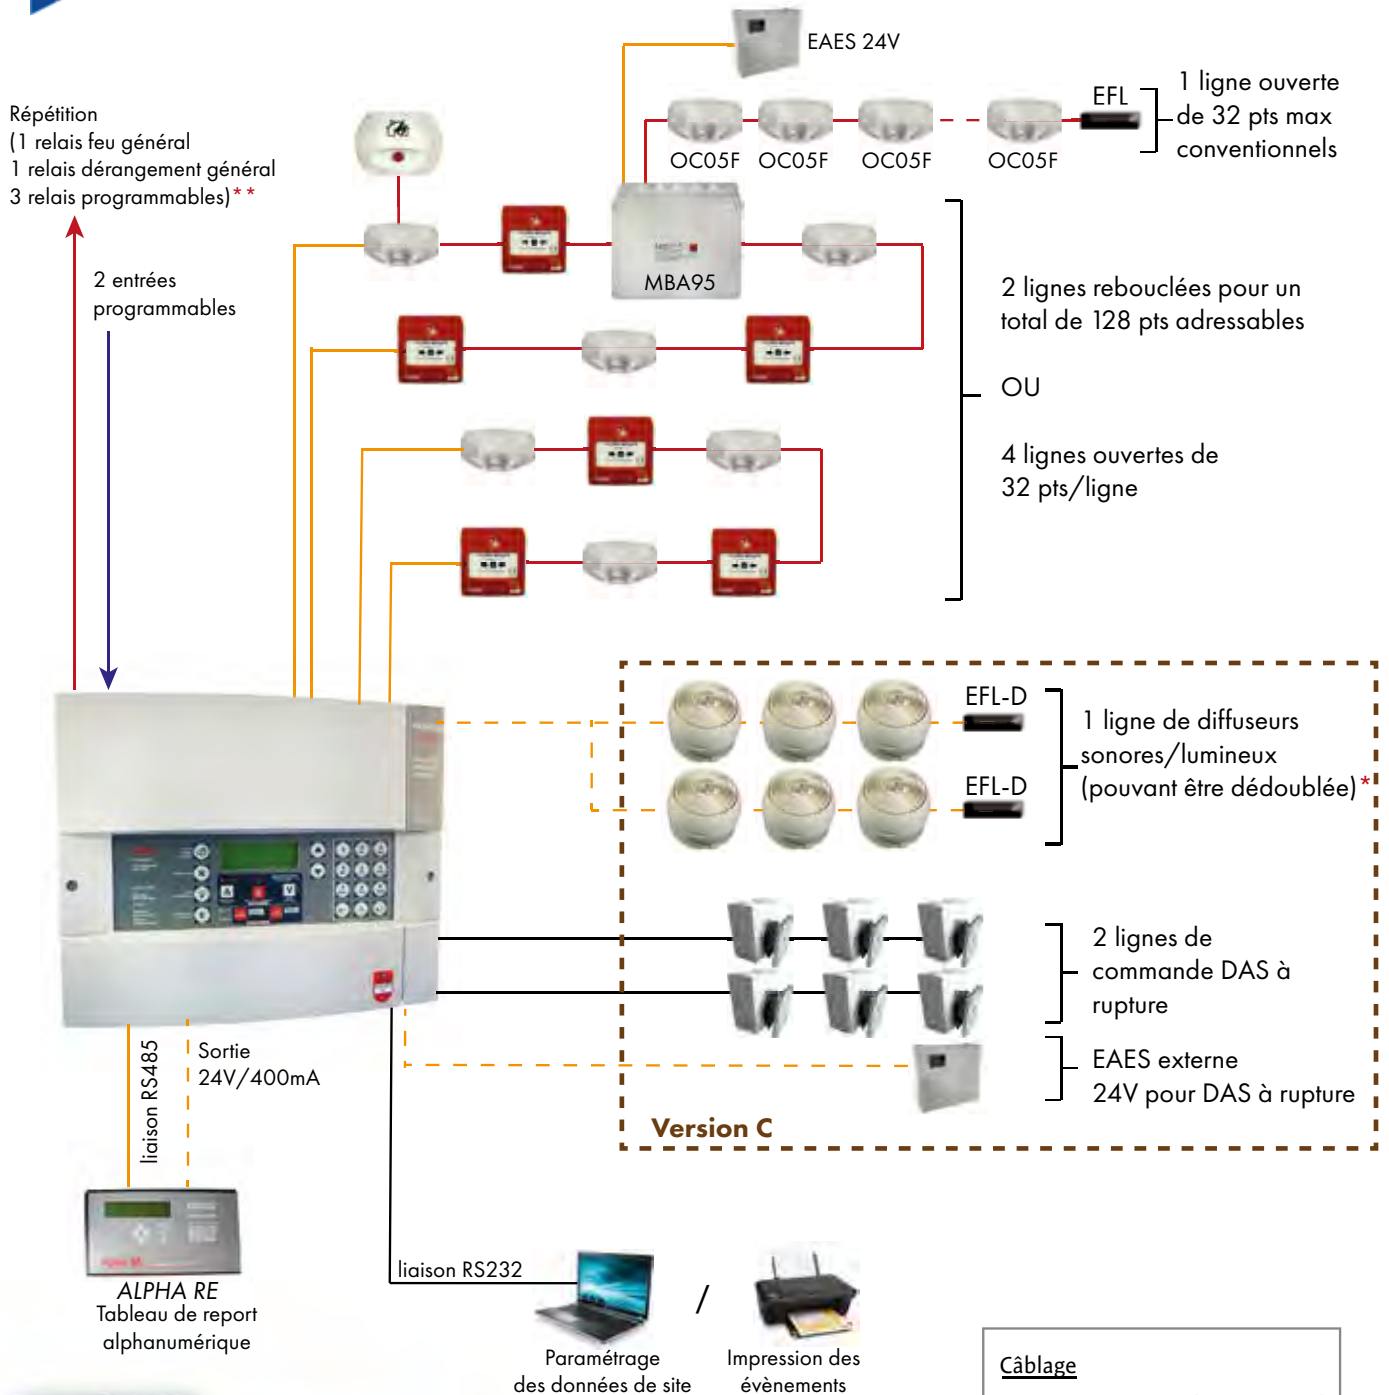 EAES 24V
Répétition
(1 relais feu général
1 relais dérangement général
3 relais programmables)**
2 entrées
programmables
OC05F
OC05F
OC05F
OC05F
EFL
1 ligne ouverte
de 32 pts max
conventionnels
MBA95
2 lignes rebouclées pour un
total de 128 pts adressables
OU
4 lignes ouvertes de
32 pts/ligne
EFL-D
EFL-D
1 ligne de diffuseurs
sonores/lumineux
(pouvant être dédoublée)*
2 lignes de
commande DAS à
rupture
EAES externe
24V pour DAS à rupture
Version C
liaison RS485
Sortie
24V/400mA
ALPHA RE
Tableau de report
alphanumérique
liaison RS232
/
Paramétrage
des données de site
Impression des
évènements
Câblage